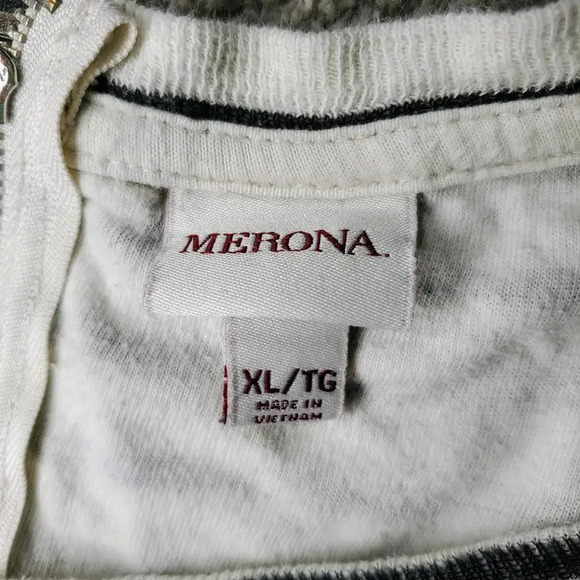 MERONA.
XL/TG
MADE IN
VIETNAM